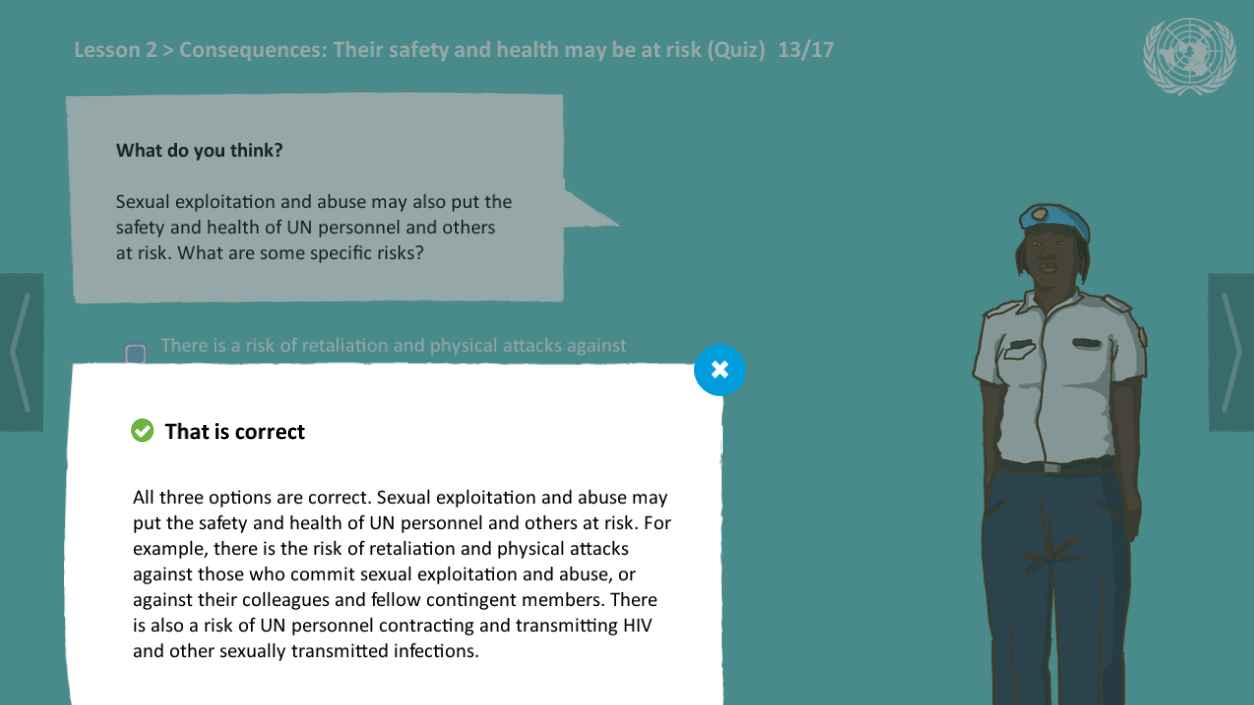 Lesson 2 > Consequences: Their safety and health may be at risk (Quiz) 13/17
What do you think?
Sexual exploitation and abuse may also put the
safety and health of UN personnel and others
at risk. What are some specific risks?
There is a risk of retaliation and physical attacks against
That is correct
All three options are correct. Sexual exploitation and abuse may
put the safety and health of UN personnel and others at risk. For
example, there is the risk of retaliation and physical attacks
against those who commit sexual exploitation and abuse, or
against their colleagues and fellow contingent members. There
is also a risk of UN personnel contracting and transmitting HIV
and other sexually transmitted infections.